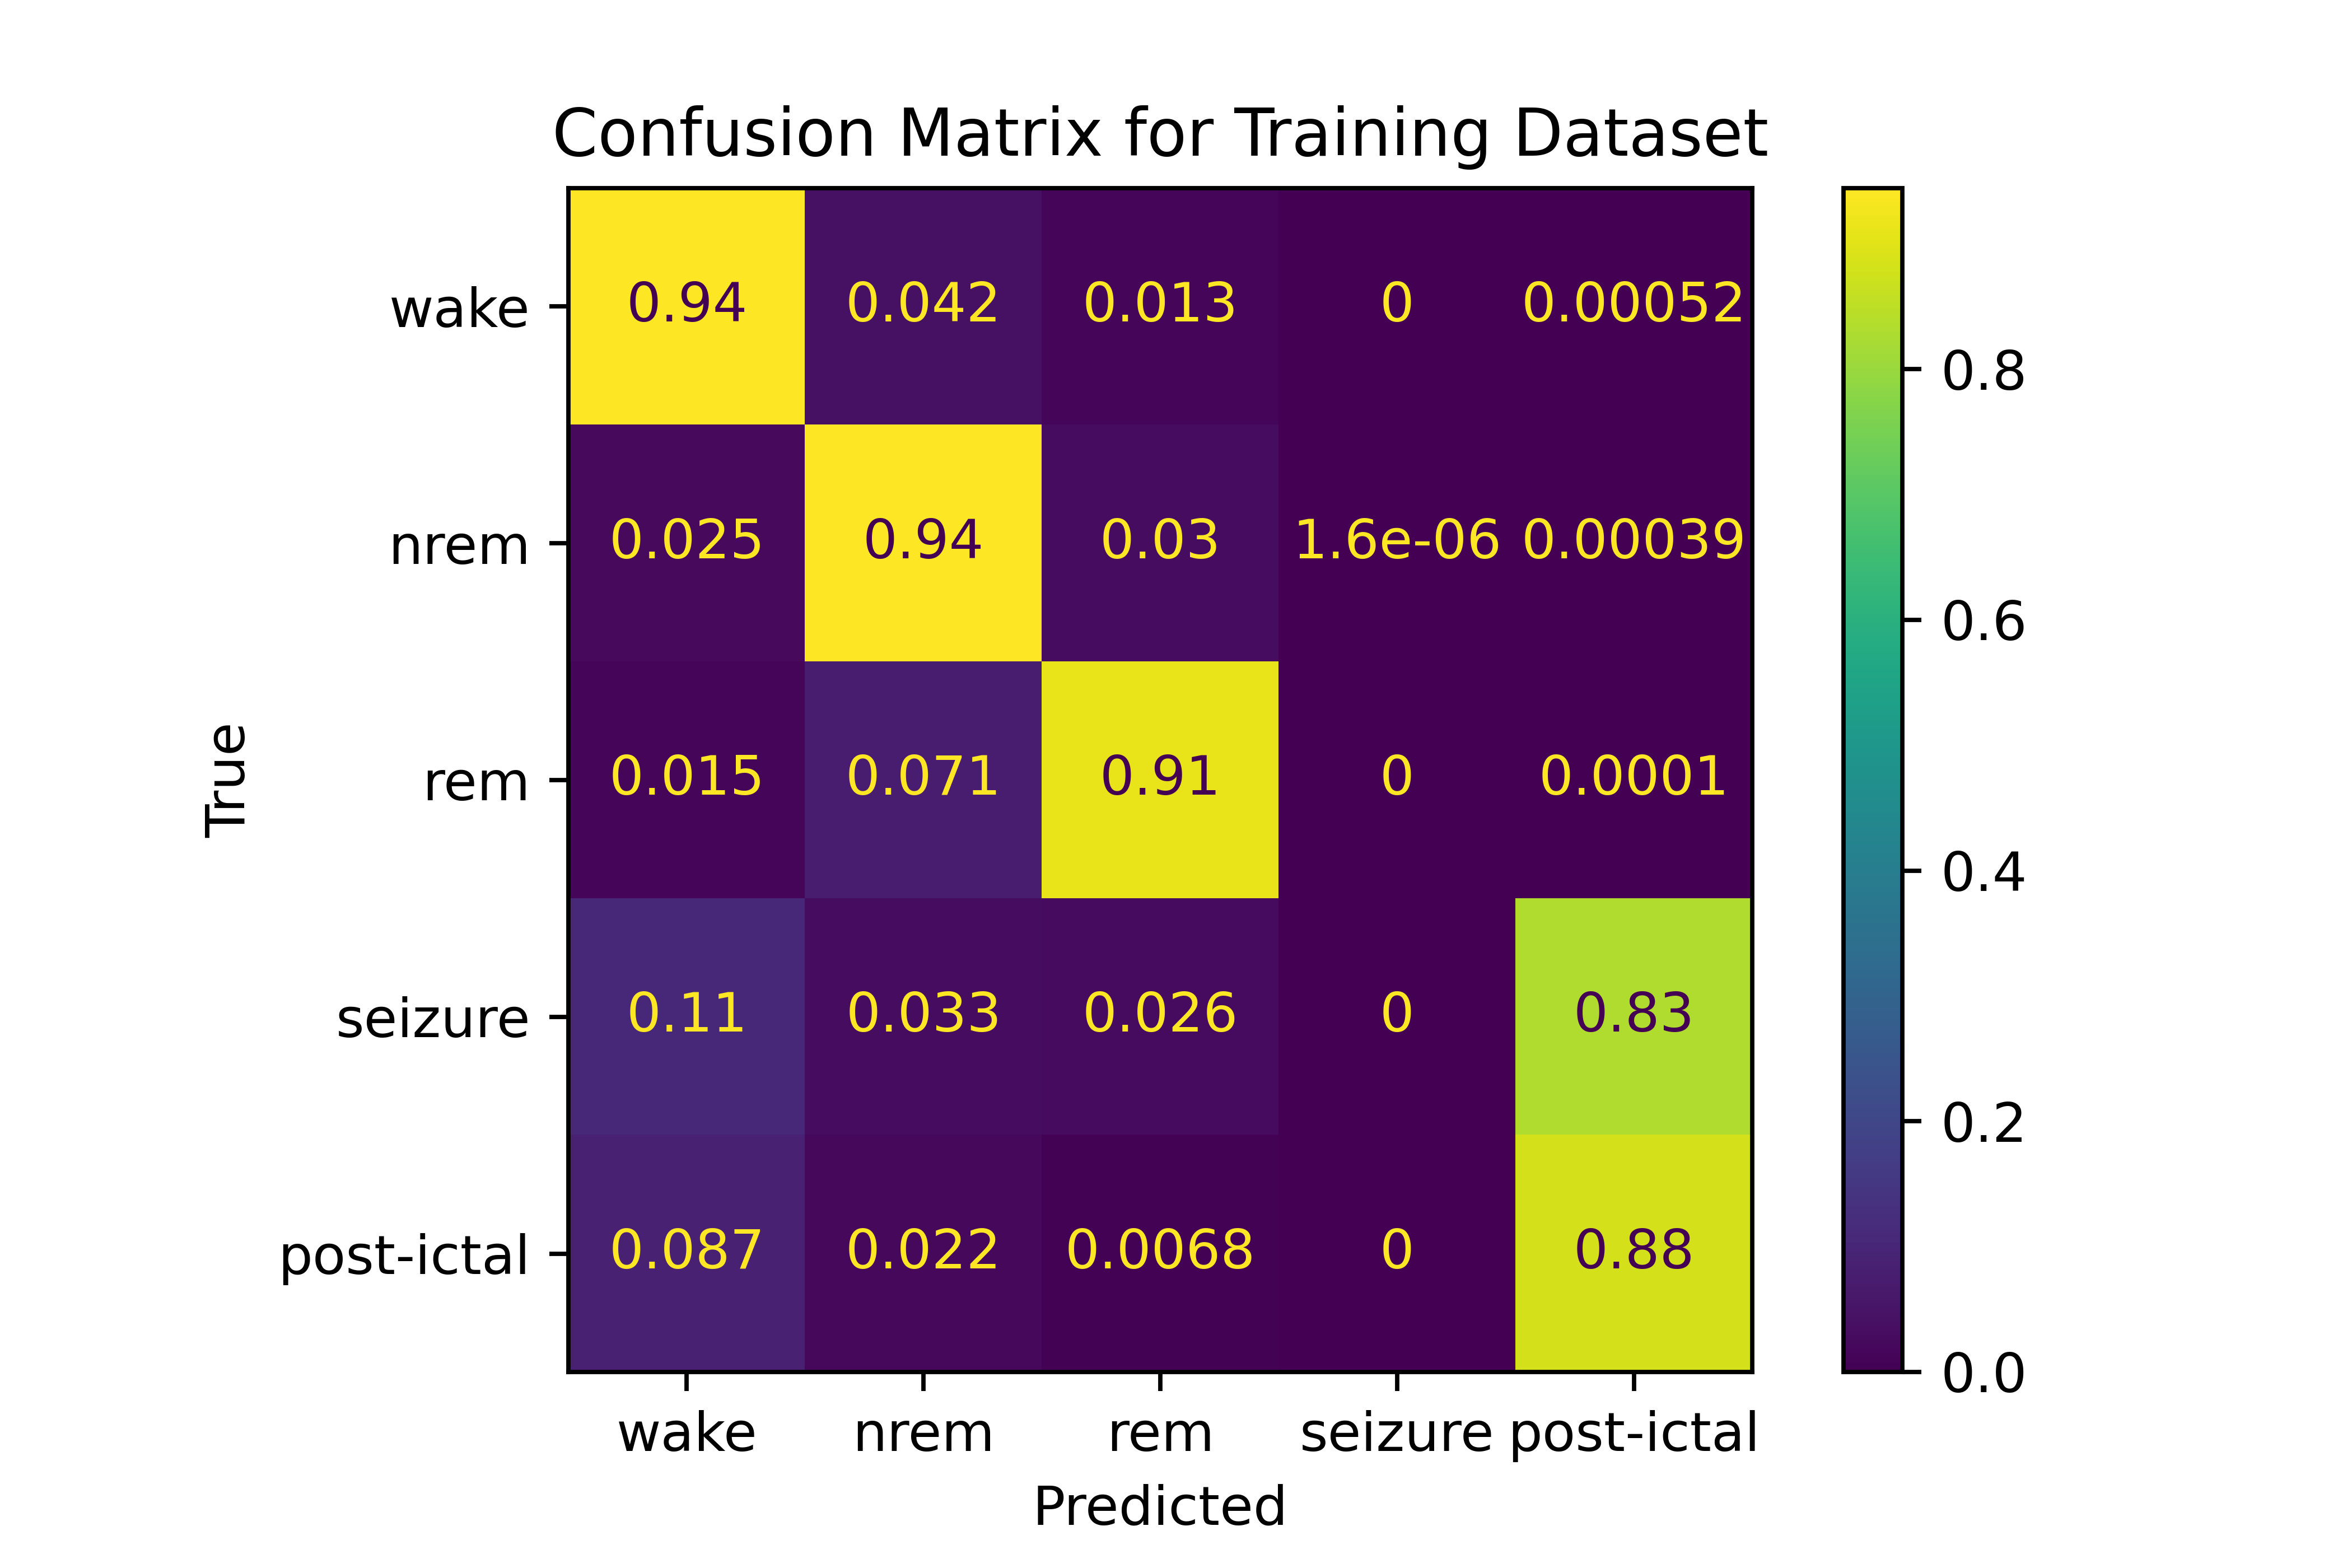 Confusion Matrix for Training Dataset
wake 0.94 0.042 0.013 0 0.00052
nrem 0.025 0.94 0.03 1.6e-06 0.00039
rem 0.015 0.071 0.91 0 0.0001
seizure 0.11 0.033 0.026 0 0.83
post-ictal 0.087 0.022 0.0068 0 0.88
wake nrem rem seizure post-ictal
Predicted
True
0.8
0.6
0.4
0.2
0.0